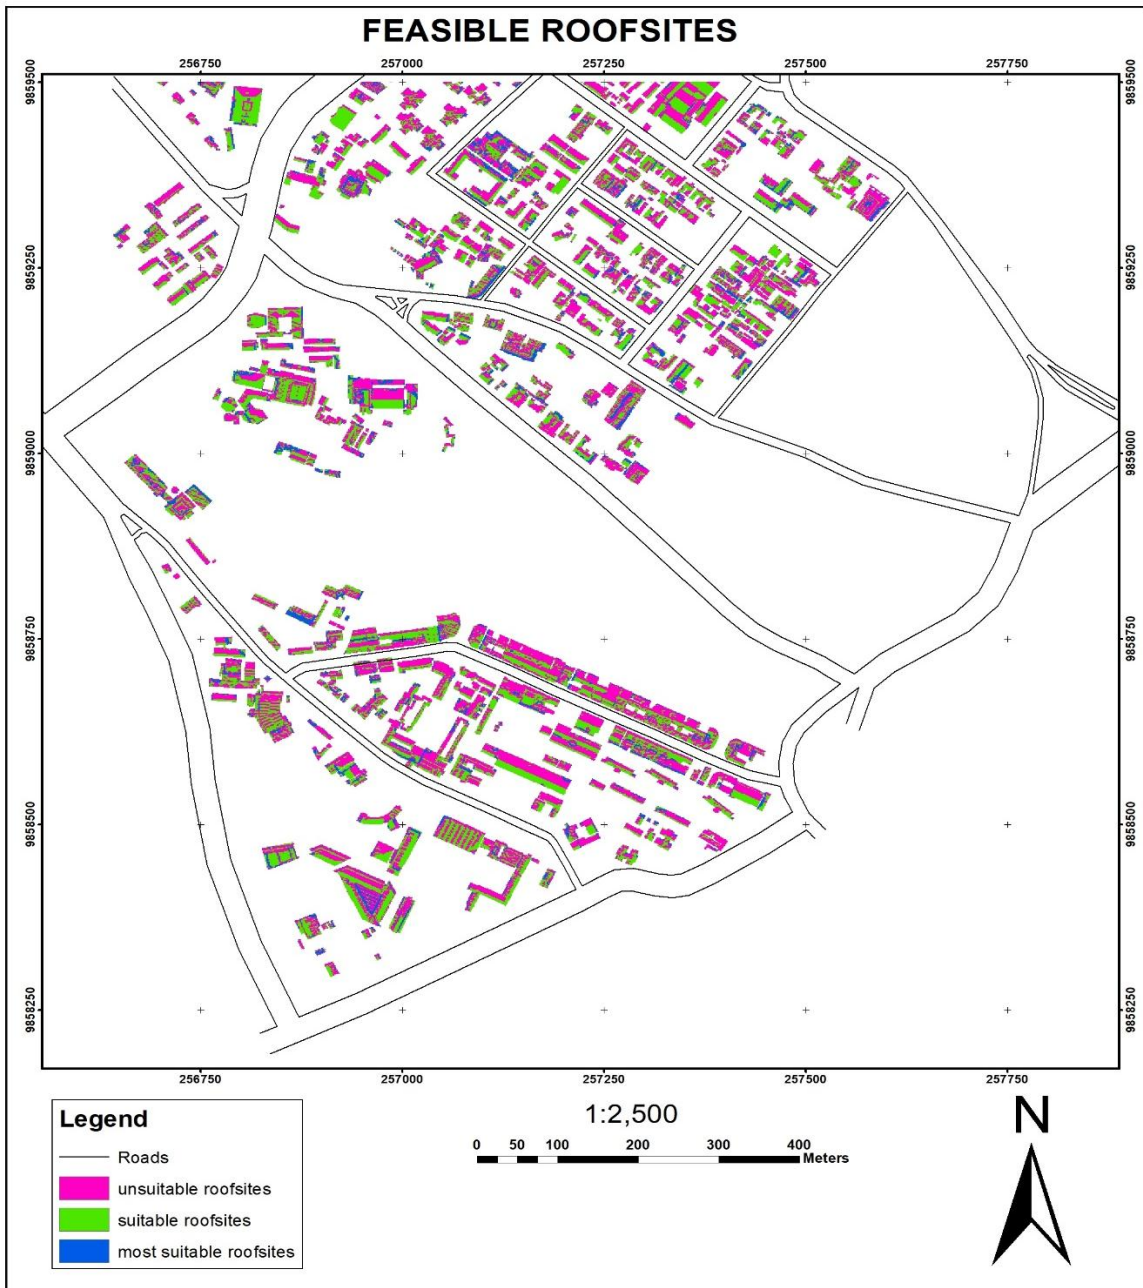 FEASIBLE ROOFSITES
256750 257000 257250 257500 257750
9859500 9859500
9859250 9859250
9859000 9859000
9858750 9858750
9858500 9858500
9858250 9858250
256750 257000 257250 257500 257750
Legend
Roads
unsuitable roofsites
suitable roofsites
most suitable roofsites
1:2,500
0 50 100 200 300 400
Meters
N